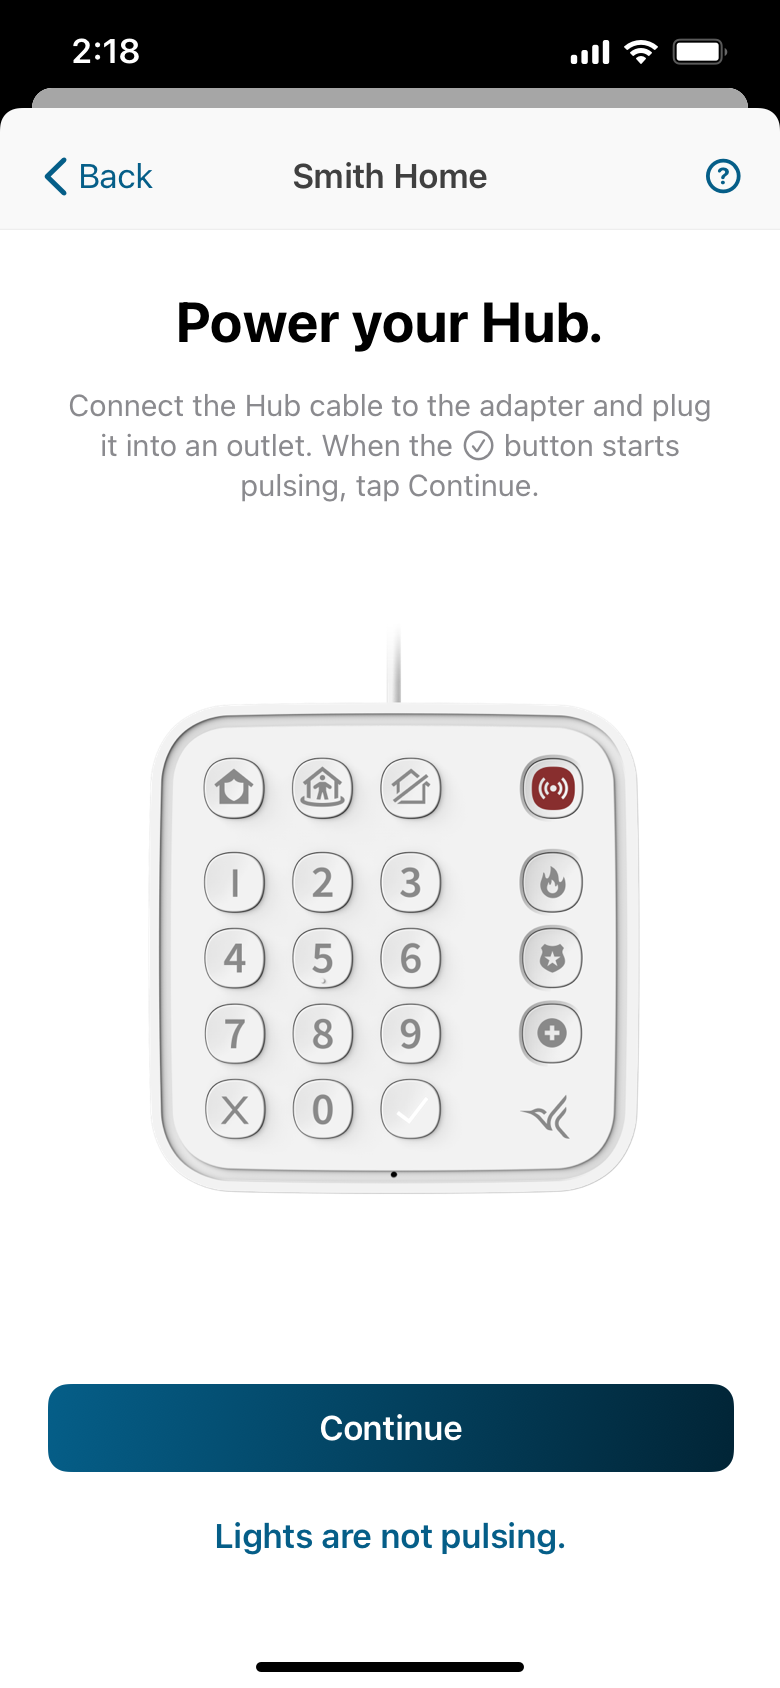 2:18
Back
Smith Home
?
Power your Hub.
Connect the Hub cable to the adapter and plug
it into an outlet. When the button starts
pulsing, tap Continue.
1 2 3
4 5 6
7 8 9
X 0
Continue
Lights are not pulsing.